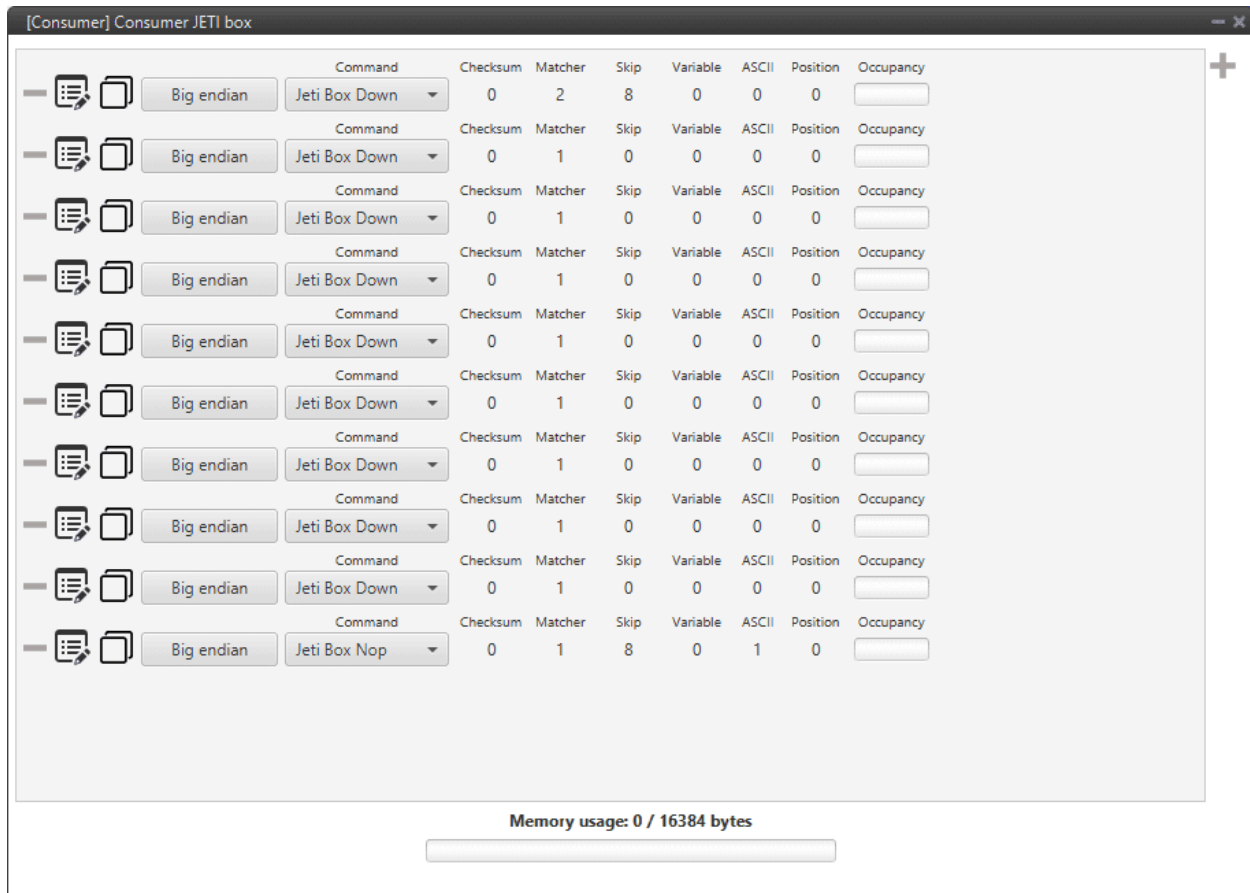 [Consumer] Consumer JETI box
Command Checksum Matcher Skip Variable ASCII Position Occupancy
Big endian Jeti Box Down 0 2 8 0 0 0
Command Checksum Matcher Skip Variable ASCII Position Occupancy
Big endian Jeti Box Down 0 1 0 0 0 0
Command Checksum Matcher Skip Variable ASCII Position Occupancy
Big endian Jeti Box Down 0 1 0 0 0 0
Command Checksum Matcher Skip Variable ASCII Position Occupancy
Big endian Jeti Box Down 0 1 0 0 0 0
Command Checksum Matcher Skip Variable ASCII Position Occupancy
Big endian Jeti Box Down 0 1 0 0 0 0
Command Checksum Matcher Skip Variable ASCII Position Occupancy
Big endian Jeti Box Down 0 1 0 0 0 0
Command Checksum Matcher Skip Variable ASCII Position Occupancy
Big endian Jeti Box Down 0 1 0 0 0 0
Command Checksum Matcher Skip Variable ASCII Position Occupancy
Big endian Jeti Box Down 0 1 0 0 0 0
Command Checksum Matcher Skip Variable ASCII Position Occupancy
Big endian Jeti Box Down 0 1 0 0 0 0
Command Checksum Matcher Skip Variable ASCII Position Occupancy
Big endian Jeti Box Nop 0 1 8 0 1 0
Memory usage: 0 / 16384 bytes